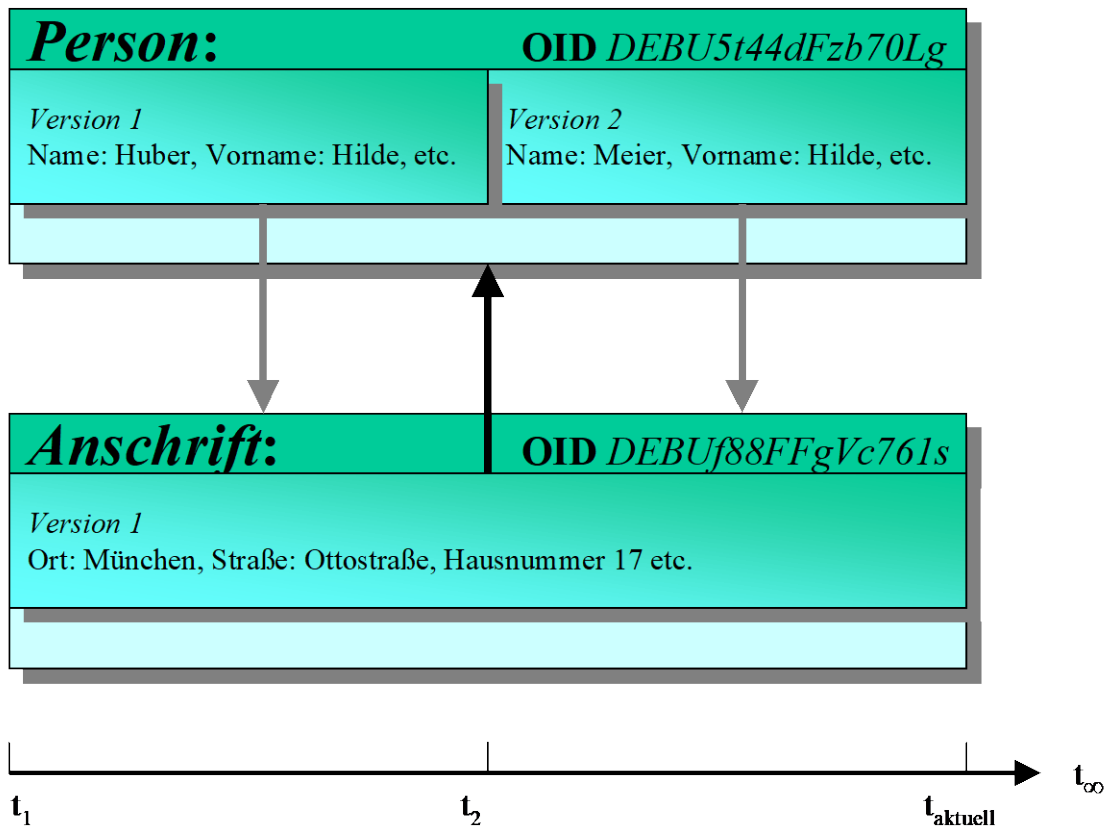 Person: OID DEBU5t44dFzb70Lg
Version 1
Name: Huber, Vorname: Hilde, etc.
Version 2
Name: Meier, Vorname: Hilde, etc.
Anschrift: OID DEBUf88FFgVc761s
Version 1
Ort: München, Straße: Ottostraße, Hausnummer 17 etc.
t∞
t1 t2 taktuell